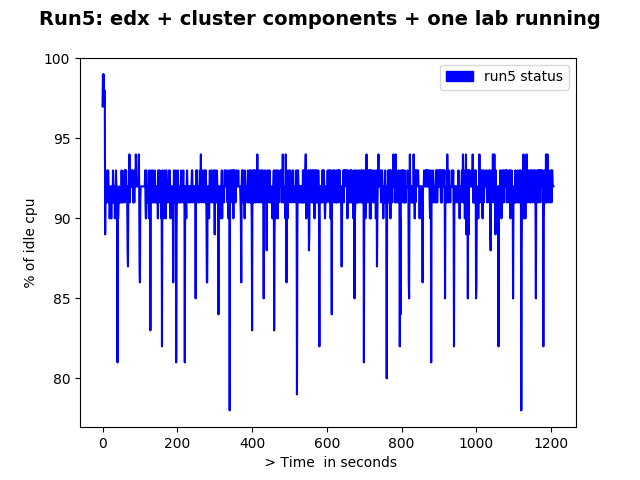 Run5: edx + cluster components + one lab running
100
95
90
85
80
% of idle cpu
run5 status
0 200 400 600 800 1000 1200
> Time  in seconds